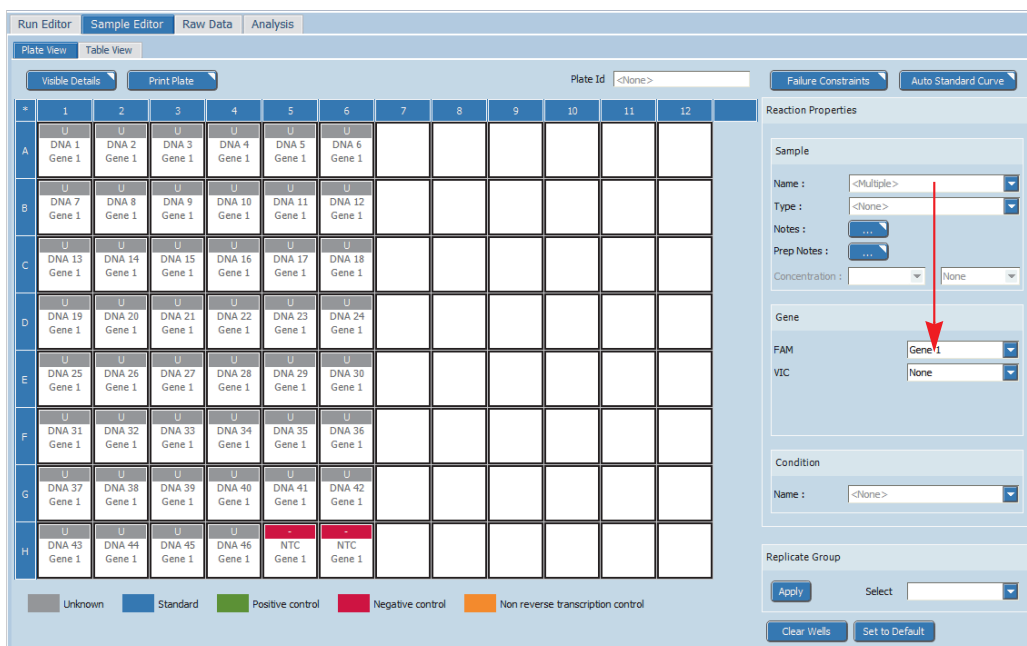 Run Editor Sample Editor Raw Data Analysis
Plate View Table View
Visible Details Print Plate Plate Id <None> Failure Constraints Auto Standard Curve
* 1 2 3 4 5 6 7 8 9 10 11 12 Reaction Properties
U U U U U U
A DNA 1 DNA 2 DNA 3 DNA 4 DNA 5 DNA 6
Gene 1 Gene 1 Gene 1 Gene 1 Gene 1 Gene 1
U U U U U U
B DNA 7 DNA 8 DNA 9 DNA 10 DNA 11 DNA 12
Gene 1 Gene 1 Gene 1 Gene 1 Gene 1 Gene 1
U U U U U U
C DNA 13 DNA 14 DNA 15 DNA 16 DNA 17 DNA 18
Gene 1 Gene 1 Gene 1 Gene 1 Gene 1 Gene 1
U U U U U U
D DNA 19 DNA 20 DNA 21 DNA 22 DNA 23 DNA 24
Gene 1 Gene 1 Gene 1 Gene 1 Gene 1 Gene 1
U U U U U U
E DNA 25 DNA 26 DNA 27 DNA 28 DNA 29 DNA 30
Gene 1 Gene 1 Gene 1 Gene 1 Gene 1 Gene 1
U U U U U U
F DNA 31 DNA 32 DNA 33 DNA 34 DNA 35 DNA 36
Gene 1 Gene 1 Gene 1 Gene 1 Gene 1 Gene 1
U U U U U U
G DNA 37 DNA 38 DNA 39 DNA 40 DNA 41 DNA 42
Gene 1 Gene 1 Gene 1 Gene 1 Gene 1 Gene 1
U U U U - -
H DNA 43 DNA 44 DNA 45 DNA 46 NTC NTC
Gene 1 Gene 1 Gene 1 Gene 1 Gene 1 Gene 1
Unknown Standard Positive control Negative control Non reverse transcription control
Sample
Name : <Multiple>
Type : <None>
Notes : ...
Prep Notes : ...
Concentration : None
Gene
FAM Gene 1
VIC None
Condition
Name : <None>
Replicate Group
Apply Select
Clear Wells Set to Default